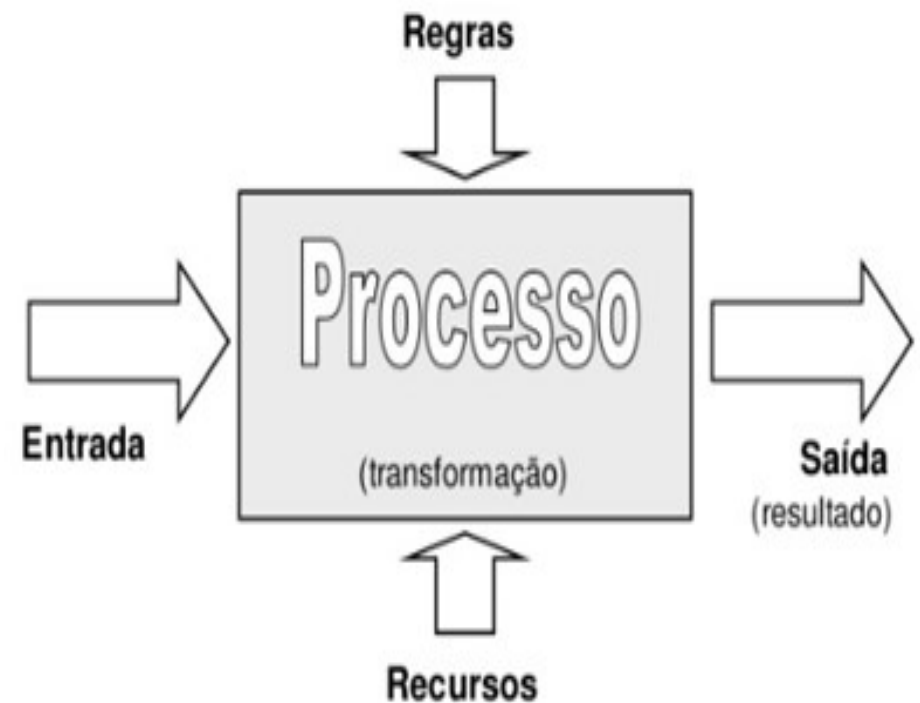 Regras
Processo
Entrada
(transformação)
Saída
(resultado)
Recursos